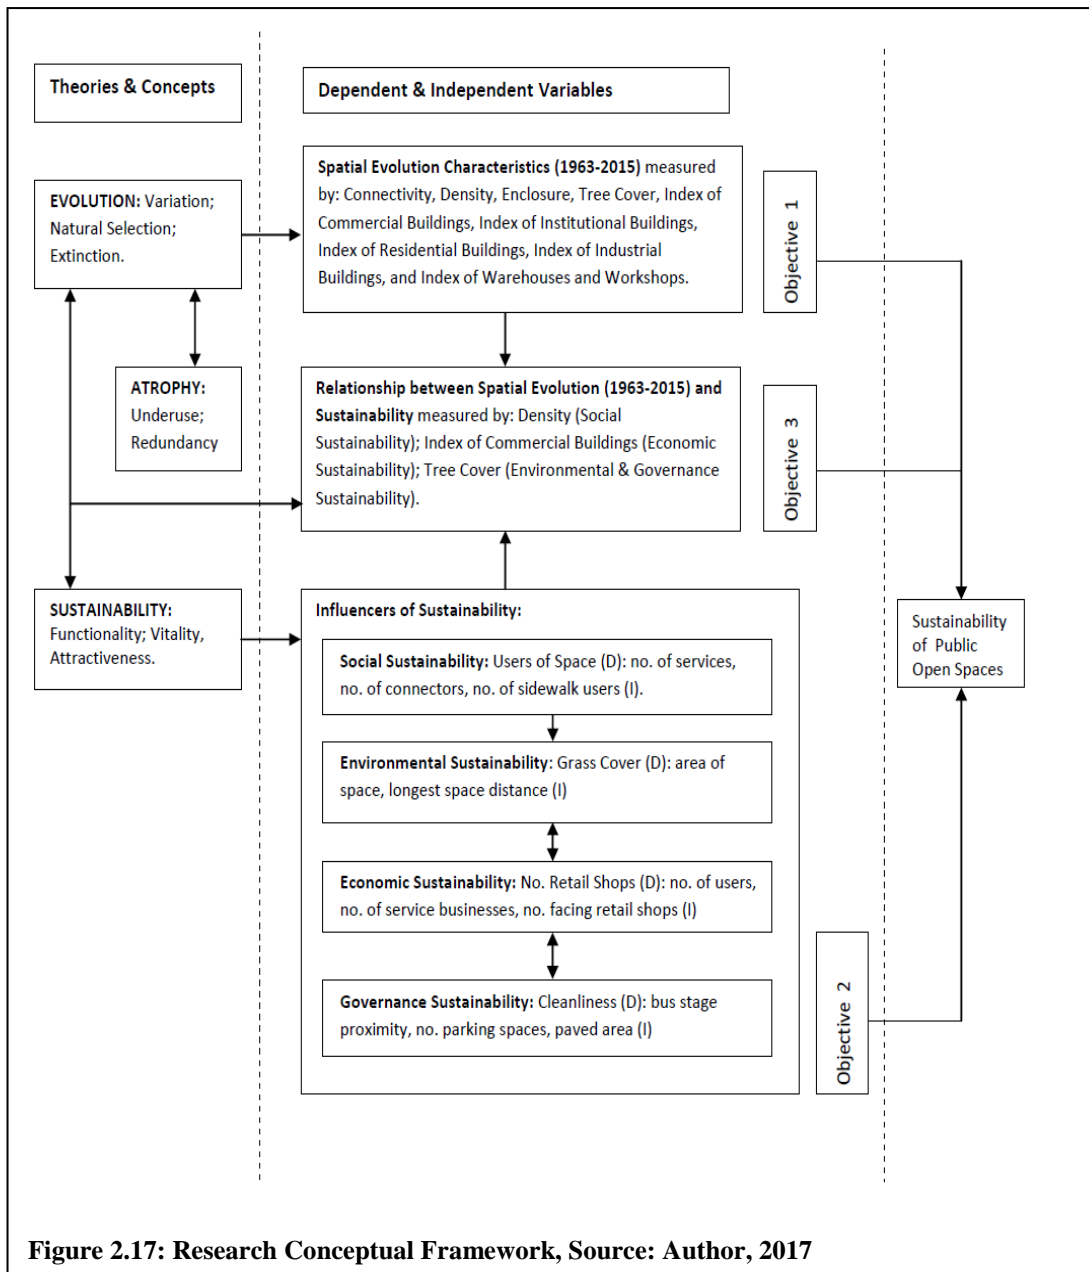 Theories & Concepts
Dependent & Independent Variables
EVOLUTION: Variation;
Natural Selection;
Extinction.
Spatial Evolution Characteristics (1963-2015) measured
by: Connectivity, Density, Enclosure, Tree Cover, Index of
Commercial Buildings, Index of Institutional Buildings,
Index of Residential Buildings, Index of Industrial
Buildings, and Index of Warehouses and Workshops.
Objective 1
ATROPHY:
Underuse;
Redundancy
Relationship between Spatial Evolution (1963-2015) and
Sustainability measured by: Density (Social
Sustainability); Index of Commercial Buildings (Economic
Sustainability); Tree Cover (Environmental & Governance
Sustainability).
Objective 3
SUSTAINABILITY:
Functionality; Vitality,
Attractiveness.
Influencers of Sustainability:
Social Sustainability: Users of Space (D): no. of services,
no. of connectors, no. of sidewalk users (I).
Environmental Sustainability: Grass Cover (D): area of
space, longest space distance (I)
Economic Sustainability: No. Retail Shops (D): no. of users,
no. of service businesses, no. facing retail shops (I)
Governance Sustainability: Cleanliness (D): bus stage
proximity, no. parking spaces, paved area (I)
Objective 2
Sustainability
of Public
Open Spaces
Figure 2.17: Research Conceptual Framework, Source: Author, 2017